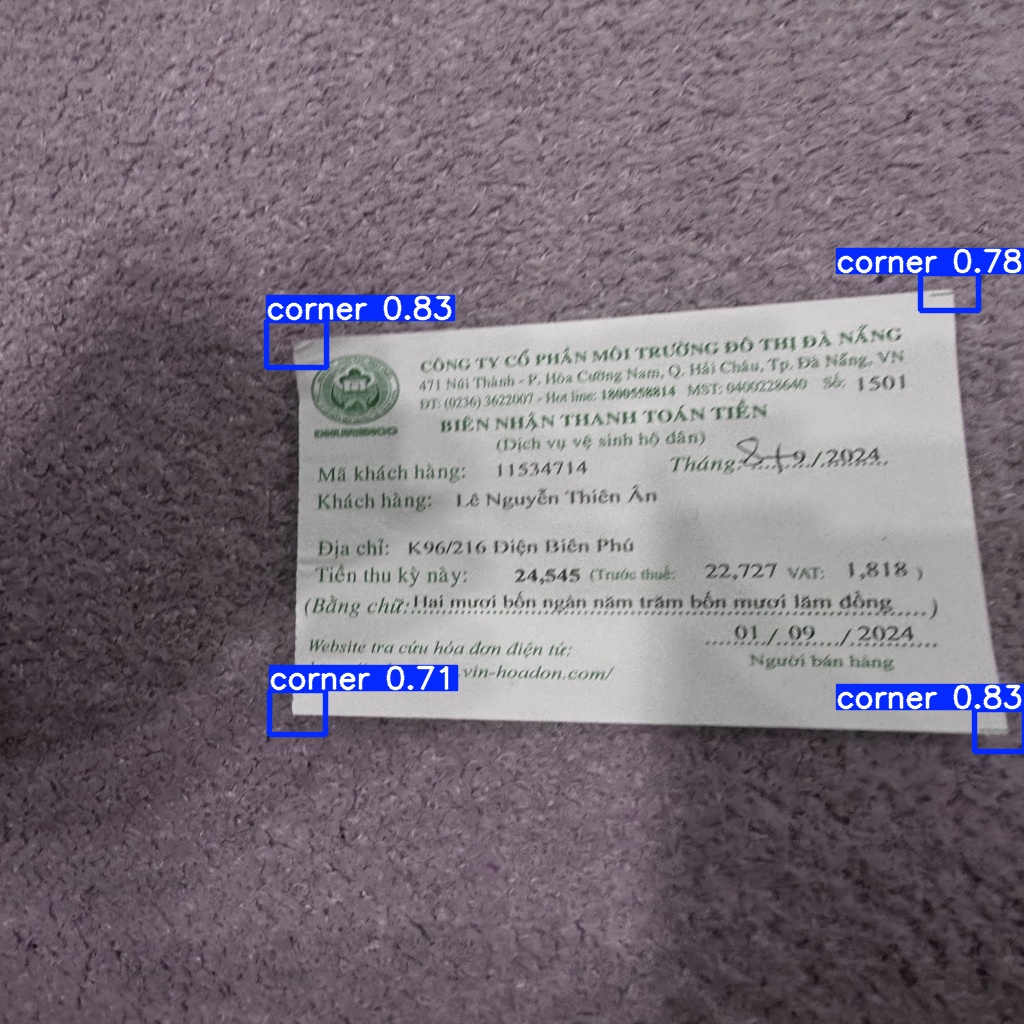 corner 0.78
corner 0.83
CÔNG TY CỔ PHẦN MÔI TRƯỜNG ĐÔ THỊ ĐÀ NẴNG
471 Núi Thành - P. Hòa Cường Nam, Q. Hải Châu, Tp. Đà Nẵng, VN
ĐT: (0236) 3622007 - Hot line: 1800558814 MST: 0400228640 Số: 1501
BIÊN NHẬN THANH TOÁN TIỀN
(Dịch vụ vệ sinh hộ dân)
Mã khách hàng: 11534714 Tháng: 8+9/2024
Khách hàng: Lê Nguyễn Thiên Ân
Địa chỉ: K96/216 Điện Biên Phủ
Tiền thu kỳ này: 24,545 (Trước thuế: 22,727 VAT: 1,818 )
(Bằng chữ: Hai mươi bốn ngàn năm trăm bốn mươi lăm đồng.....)
01 / 09 / 2024
Website tra cứu hóa đơn điện tử:
Người bán hàng
vin-hoadon.com/
corner 0.71
corner 0.83